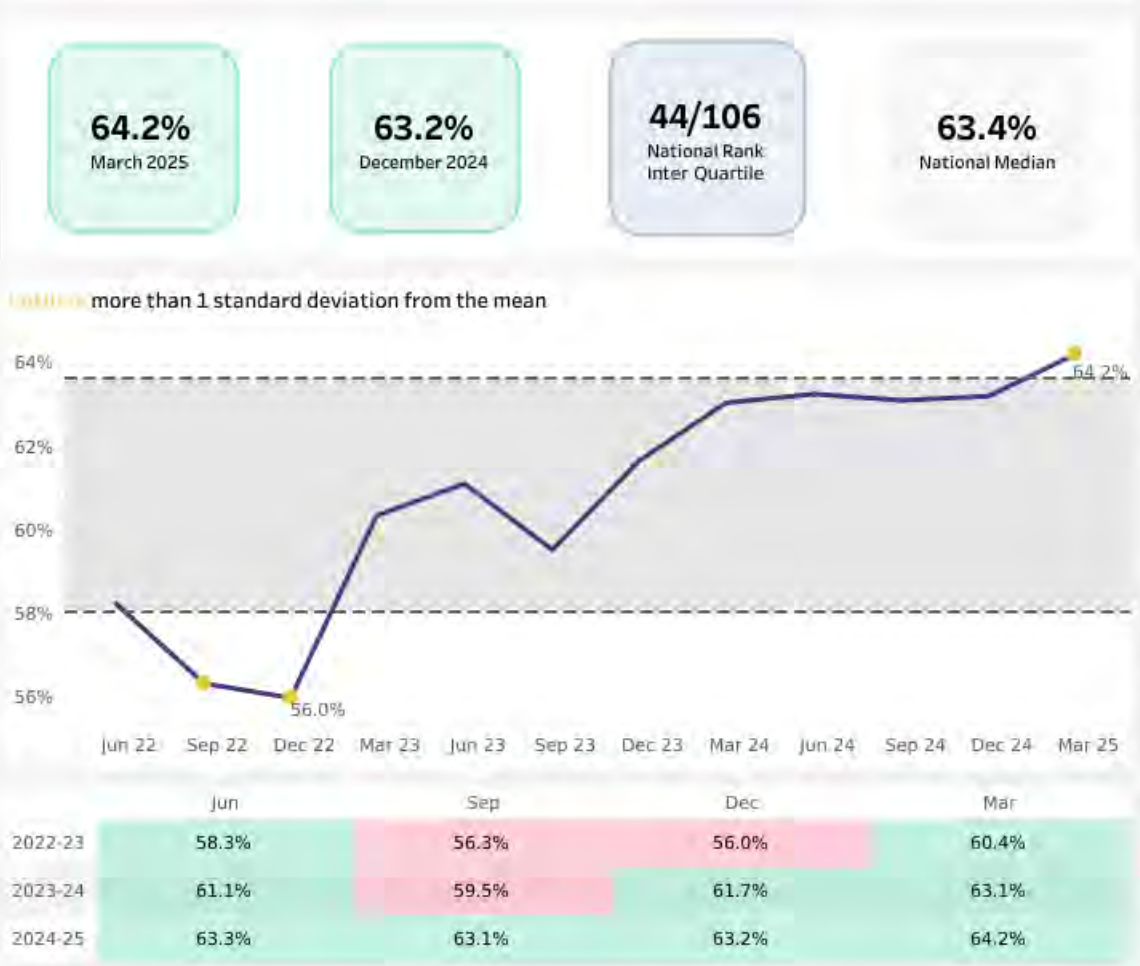 64.2%
March 2025
63.2%
December 2024
44/106
National Rank
Inter Quartile
63.4%
National Median
more than 1 standard deviation from the mean
64%
62%
60%
58%
56%
64.2%
56.0%
Jun 22 Sep 22 Dec 22 Mar 23 Jun 23 Sep 23 Dec 23 Mar 24 Jun 24 Sep 24 Dec 24 Mar 25
Jun Sep Dec Mar
2022-23 58.3% 56.3% 56.0% 60.4%
2023-24 61.1% 59.5% 61.7% 63.1%
2024-25 63.3% 63.1% 63.2% 64.2%